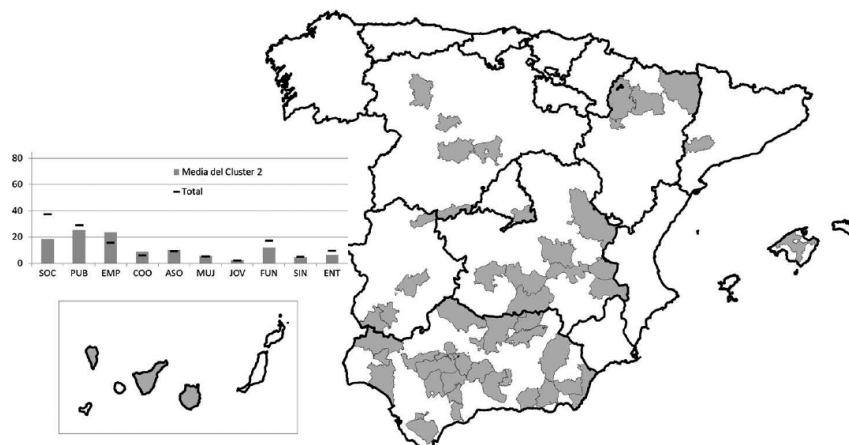 80
60
40
20
0
Media del Cluster 2
Total
SOC PUB EMP COO ASO MUJ JOV FUN SIN ENT